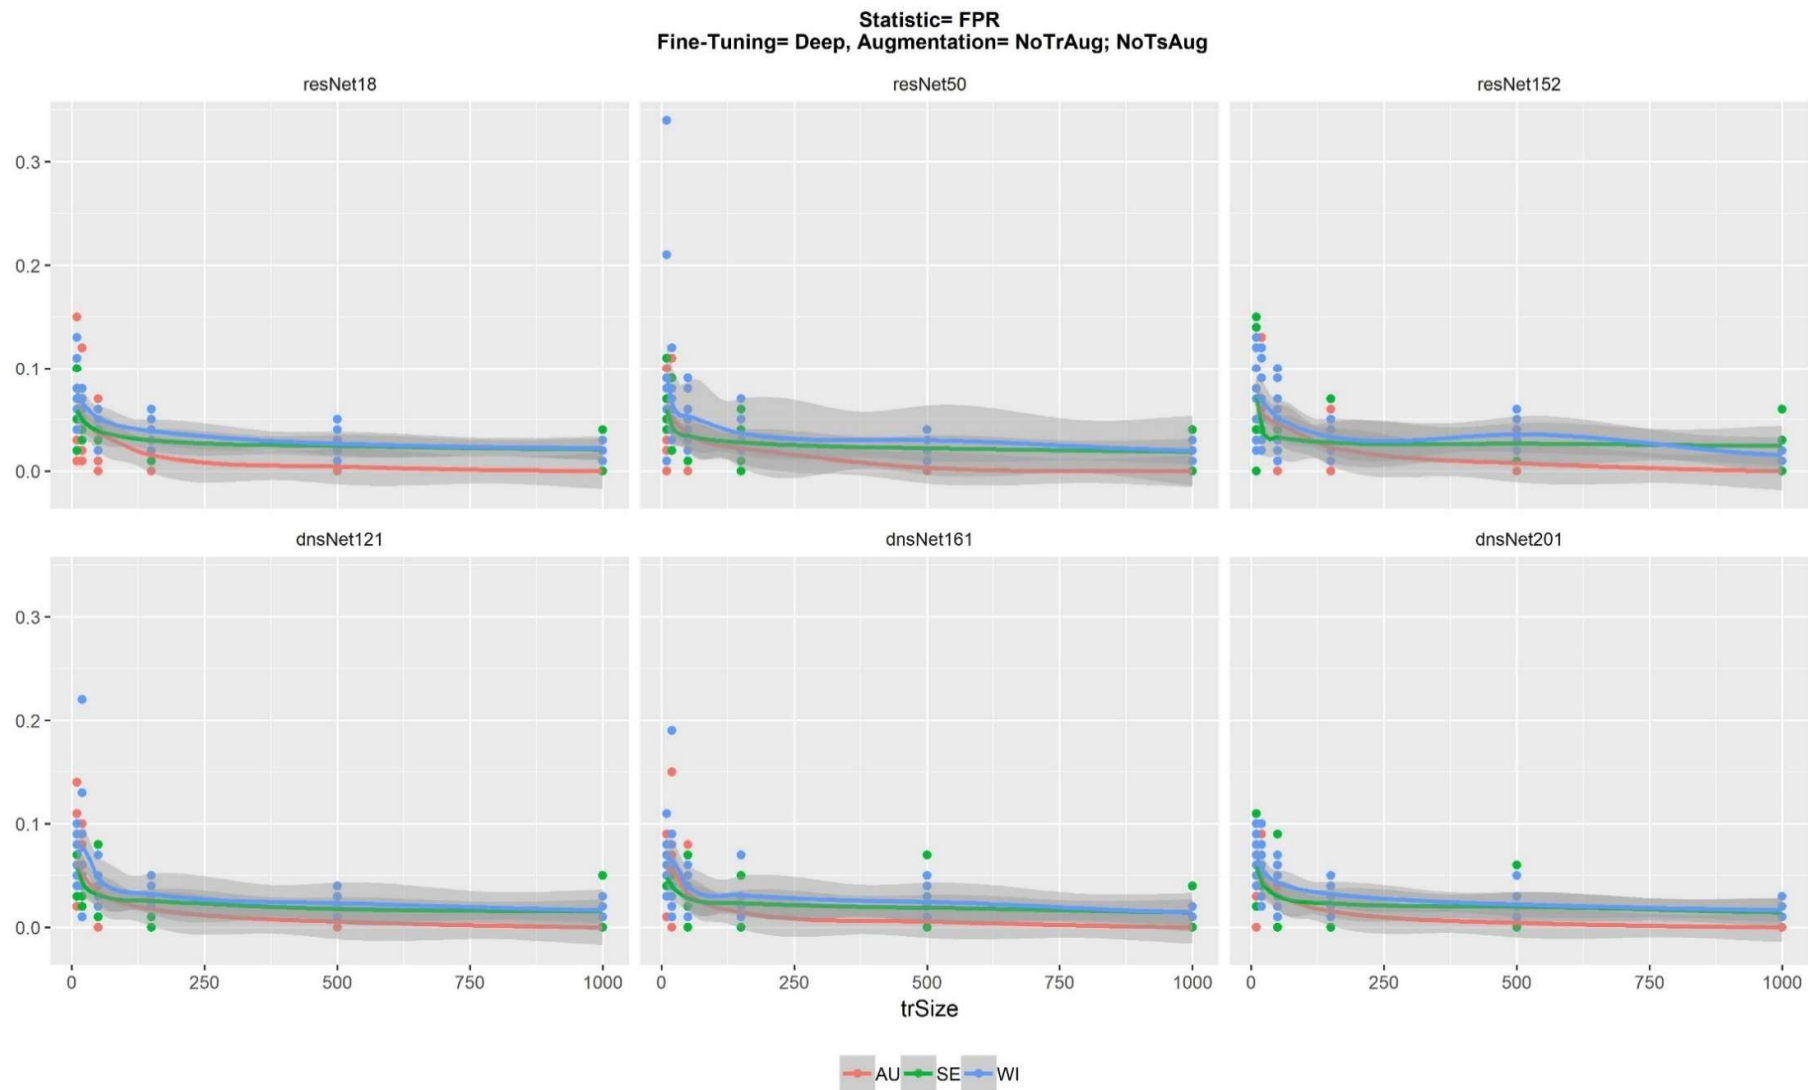 Statistic= FPR
Fine-Tuning= Deep, Augmentation= NoTrAug; NoTsAug
resNet18 resNet50 resNet152
0.3
0.2
0.1
0.0
dnsNet121 dnsNet161 dnsNet201
0.3
0.2
0.1
0.0
0 250 500 750 1000 0 250 500 750 1000 0 250 500 750 1000
trSize
AU SE WI